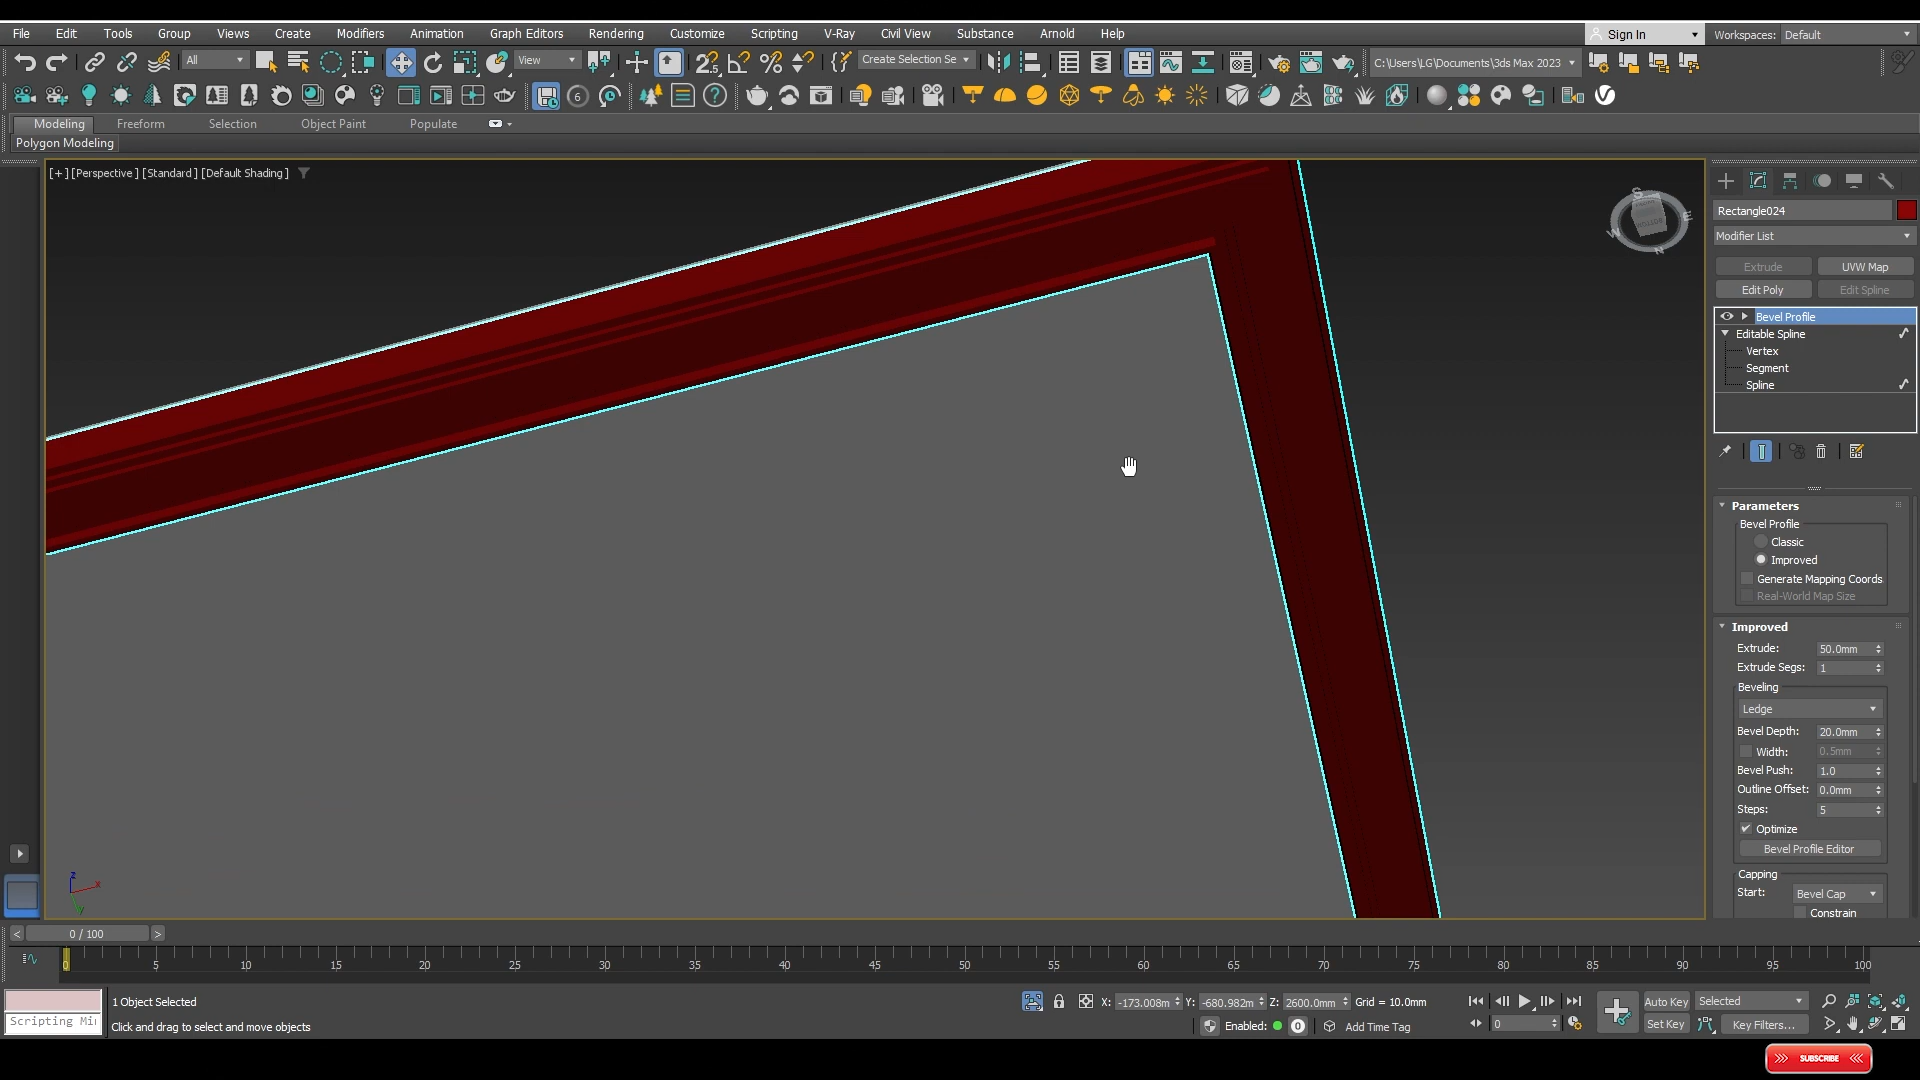 File Edit Tools Group Views Create Modifiers Animation Graph Editors Rendering Customize Scripting V-Ray Civil View Substance Arnold Help
Sign In Workspaces: Default
All View Create Selection Se C:\Users\LG\Documents\3ds Max 2023
Modeling Freeform Selection Object Paint Populate
Polygon Modeling
[+] [Perspective] [Standard] [Default Shading]
S
E
W
N
Rectangle024
Modifier List
Extrude UVW Map
Edit Poly Edit Spline
Bevel Profile
Editable Spline
Vertex
Segment
Spline
Parameters
Bevel Profile
Classic
Improved
Generate Mapping Coords
Real-World Map Size
Improved
Extrude: 50.0mm
Extrude Segs: 1
Beveling
Ledge
Bevel Depth: 20.0mm
Width: 0.5mm
Bevel Push: 1.0
Outline Offset: 0.0mm
Steps: 5
Optimize
Bevel Profile Editor
Capping
Start: Bevel Cap
Constrain
z
x
y
< 0 / 100 >
0 5 10 15 20 25 30 35 40 45 50 55 60 65 70 75 80 85 90 95 100
1 Object Selected X: -173.008m Y: -680.982m Z: 2600.0mm Grid = 10.0mm Auto Key Selected
Scripting Mi Click and drag to select and move objects Enabled: 0 Add Time Tag 0 Set Key Key Filters...
SUBSCRIBE